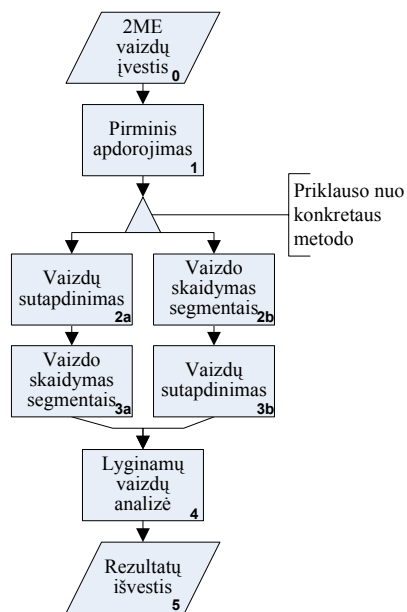 2ME
vaizdų
įvestis
0
Pirminis
apdorojimas
1
Priklauso nuo
konkretaus
metodo
Vaizdų
sutapdinimas
2a
Vaizdo
skaidymas
segmentais
2b
Vaizdo
skaidymas
segmentais
3a
Vaizdų
sutapdinimas
3b
Lyginamų
vaizdų
analizė
4
Rezultatų
išvestis
5